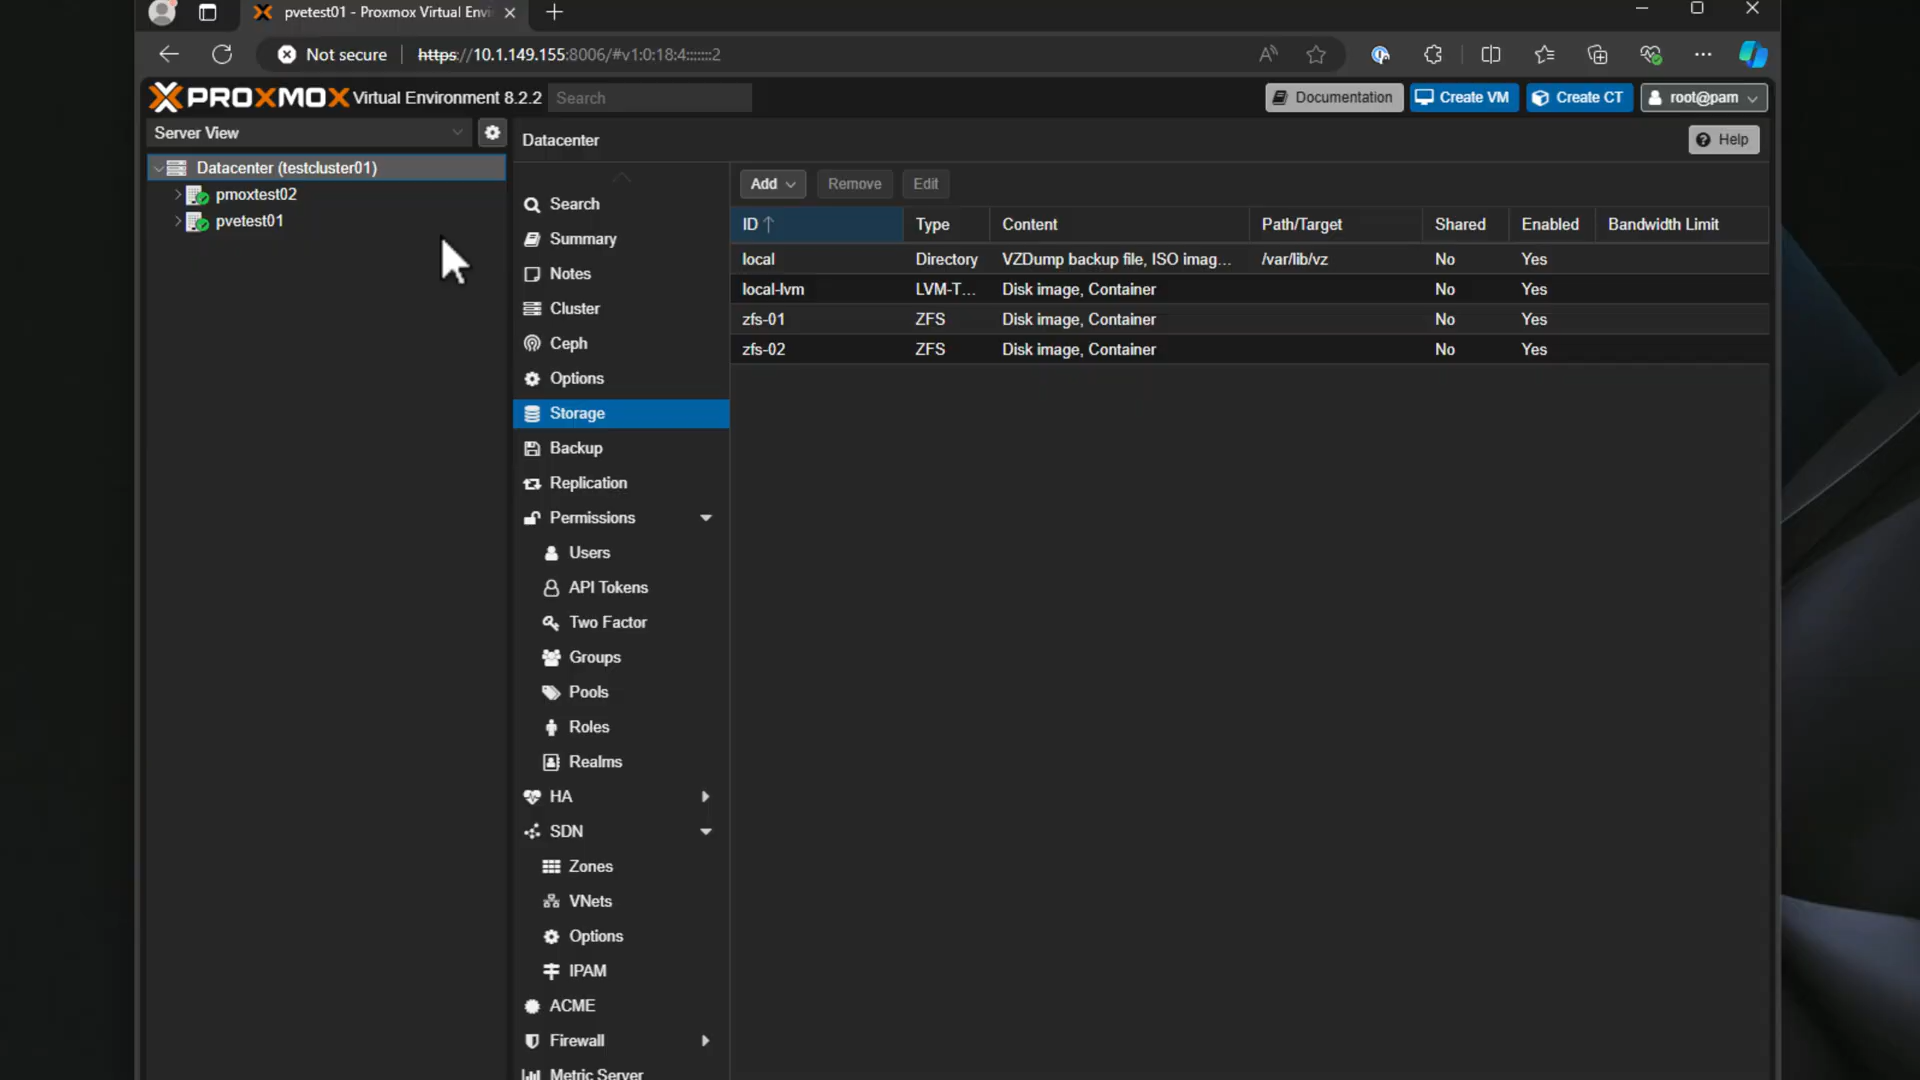 pvetest01 - Proxmox Virtual Envi
Not secure https://10.1.149.155:8006/#v1:0:18:4:::::::2
PROXMOX Virtual Environment 8.2.2 Search Documentation Create VM Create CT root@pam
Server View
Datacenter (testcluster01)
pmoxtest02
pvetest01
Datacenter Help
Search
Summary
Notes
Cluster
Ceph
Options
Storage
Backup
Replication
Permissions
Users
API Tokens
Two Factor
Groups
Pools
Roles
Realms
HA
SDN
Zones
VNets
Options
IPAM
ACME
Firewall
Metric Server
Add Remove Edit
ID Type Content Path/Target Shared Enabled Bandwidth Limit
local Directory VZDump backup file, ISO imag... /var/lib/vz No Yes
local-lvm LVM-T... Disk image, Container No Yes
zfs-01 ZFS Disk image, Container No Yes
zfs-02 ZFS Disk image, Container No Yes